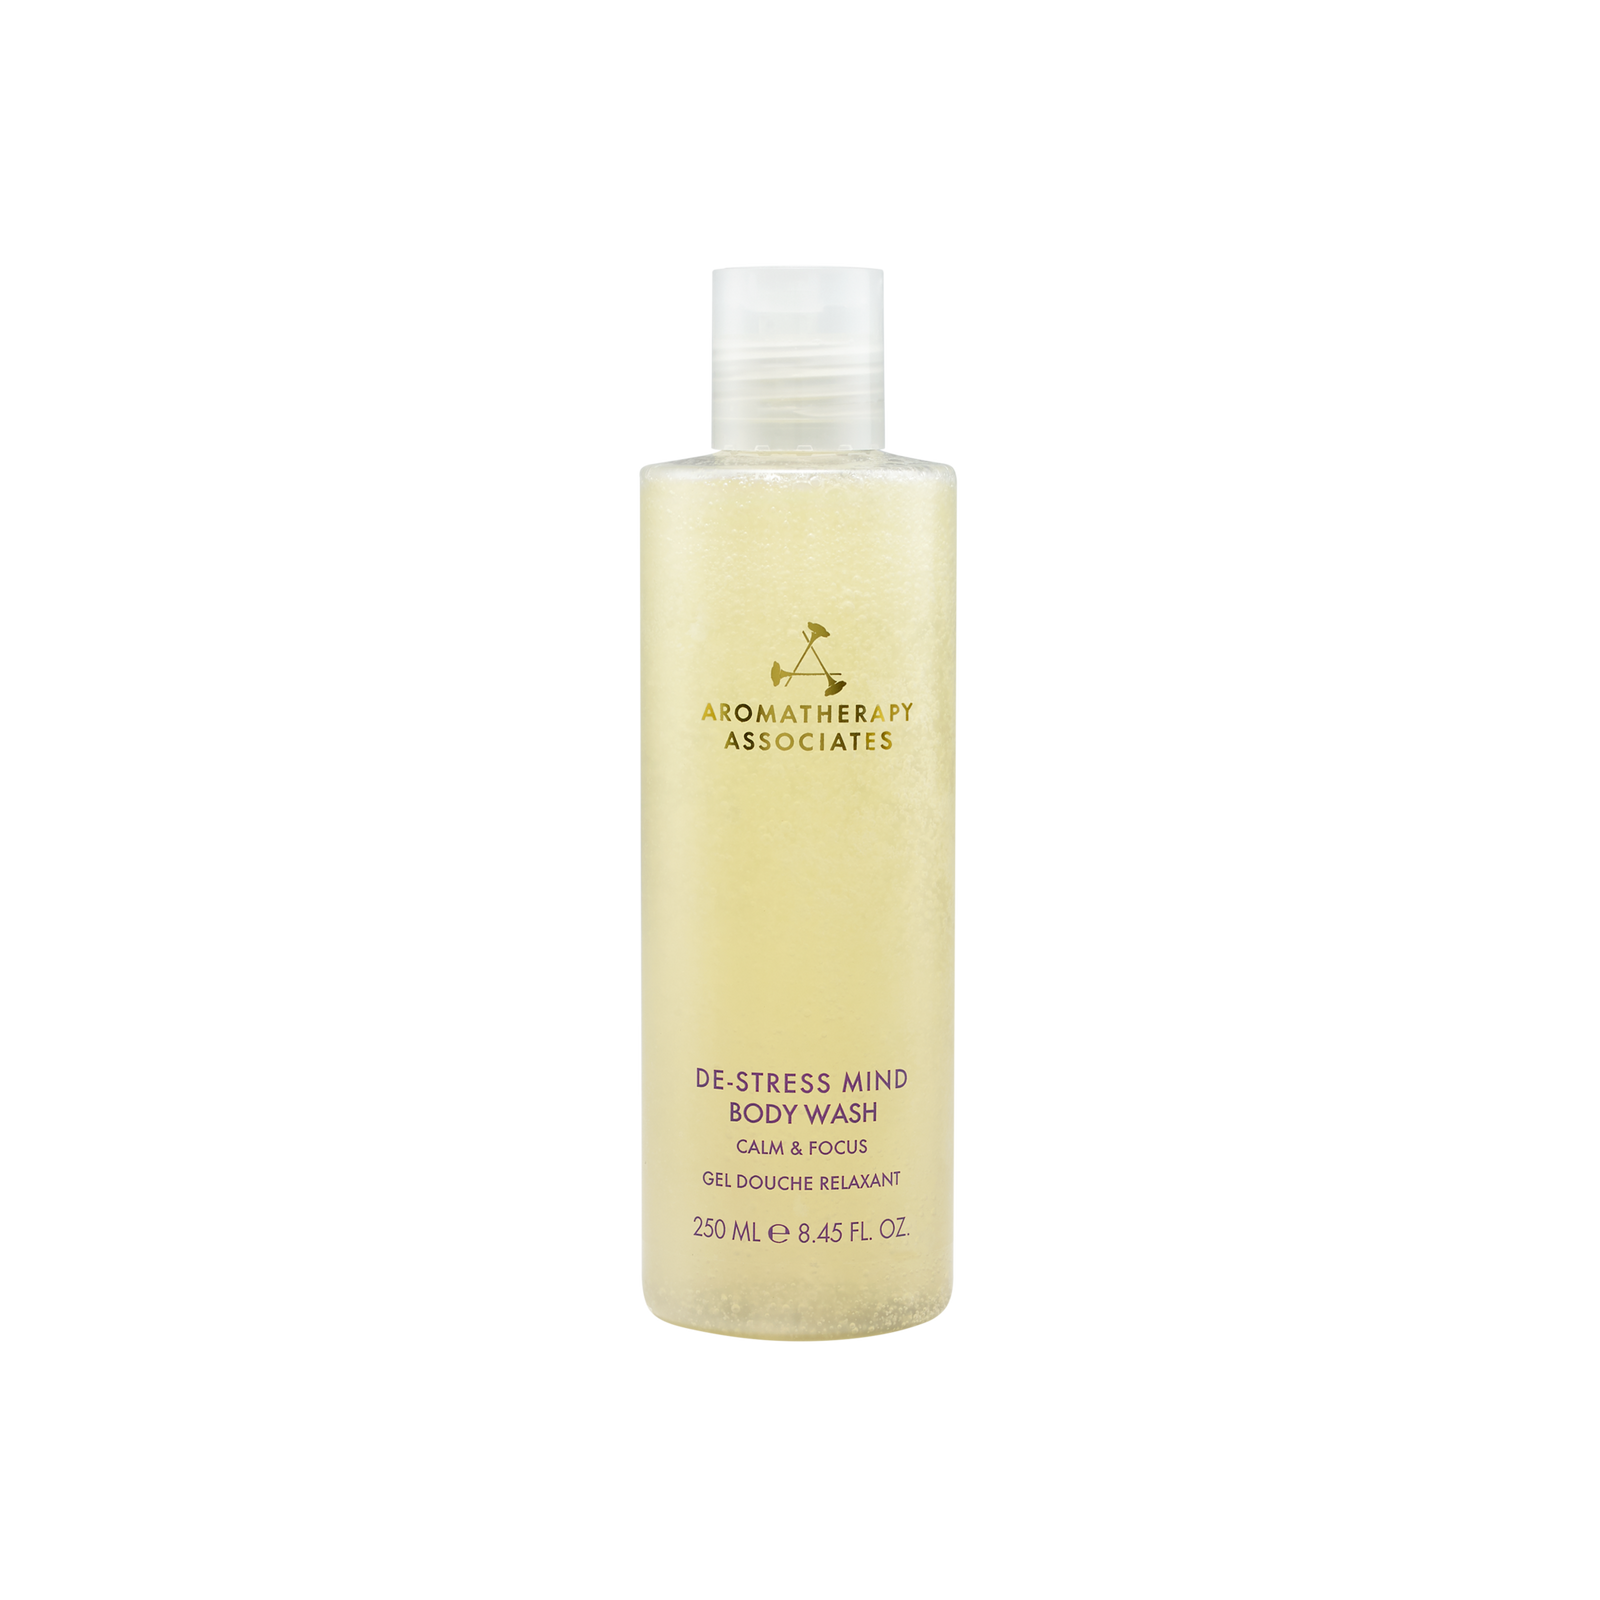 AROMATHERAPY
ASSOCIATES
DE-STRESS MIND
BODY WASH
CALM & FOCUS
GEL DOUCHE RELAXANT
250 ML ℮ 8.45 FL. OZ.